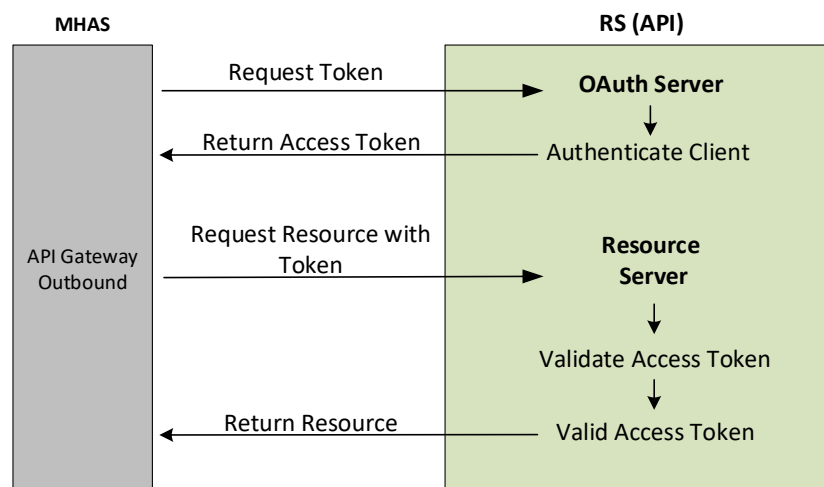 MHAS
RS (API)
Request Token
OAuth Server
Return Access Token
Authenticate Client
API Gateway
Outbound
Request Resource with
Token
Resource
Server
Validate Access Token
Return Resource
Valid Access Token